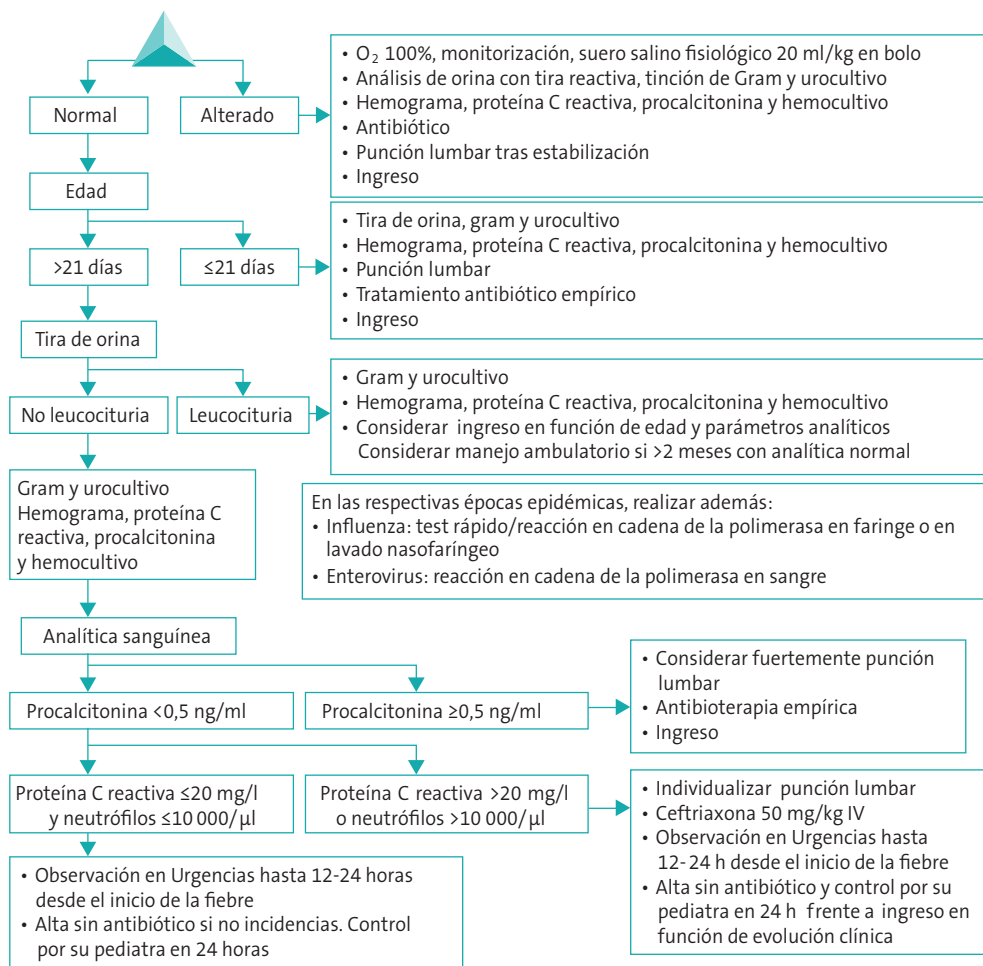 • O₂ 100%, monitorización, suero salino fisiológico 20 ml/kg en bolo
• Análisis de orina con tira reactiva, tinción de Gram y urocultivo
• Hemograma, proteína C reactiva, procalcitonina y hemocultivo
• Antibiótico
• Punción lumbar tras estabilización
• Ingreso
Normal
Alterado
Edad
• Tira de orina, gram y urocultivo
• Hemograma, proteína C reactiva, procalcitonina y hemocultivo
• Punción lumbar
• Tratamiento antibiótico empírico
• Ingreso
>21 días
≤21 días
Tira de orina
• Gram y urocultivo
• Hemograma, proteína C reactiva, procalcitonina y hemocultivo
• Considerar ingreso en función de edad y parámetros analíticos
Considerar manejo ambulatorio si >2 meses con analítica normal
No leucocituria
Leucocituria
Gram y urocultivo
Hemograma, proteína C
reactiva, procalcitonina
y hemocultivo
En las respectivas épocas epidémicas, realizar además:
• Influenza: test rápido/reacción en cadena de la polimerasa en faringe o en
lavado nasofaríngeo
• Enterovirus: reacción en cadena de la polimerasa en sangre
Analítica sanguínea
Procalcitonina <0,5 ng/ml
Procalcitonina ≥0,5 ng/ml
• Considerar fuertemente punción
lumbar
• Antibioterapia empírica
• Ingreso
Proteína C reactiva ≤20 mg/l
y neutrófilos ≤10 000/µl
Proteína C reactiva >20 mg/l
o neutrófilos >10 000/µl
• Individualizar punción lumbar
• Ceftriaxona 50 mg/kg IV
• Observación en Urgencias hasta
12-24 h desde el inicio de la fiebre
• Alta sin antibiótico y control por su
pediatra en 24 h frente a ingreso en
función de evolución clínica
• Observación en Urgencias hasta 12-24 horas
desde el inicio de la fiebre
• Alta sin antibiótico si no incidencias. Control
por su pediatra en 24 horas